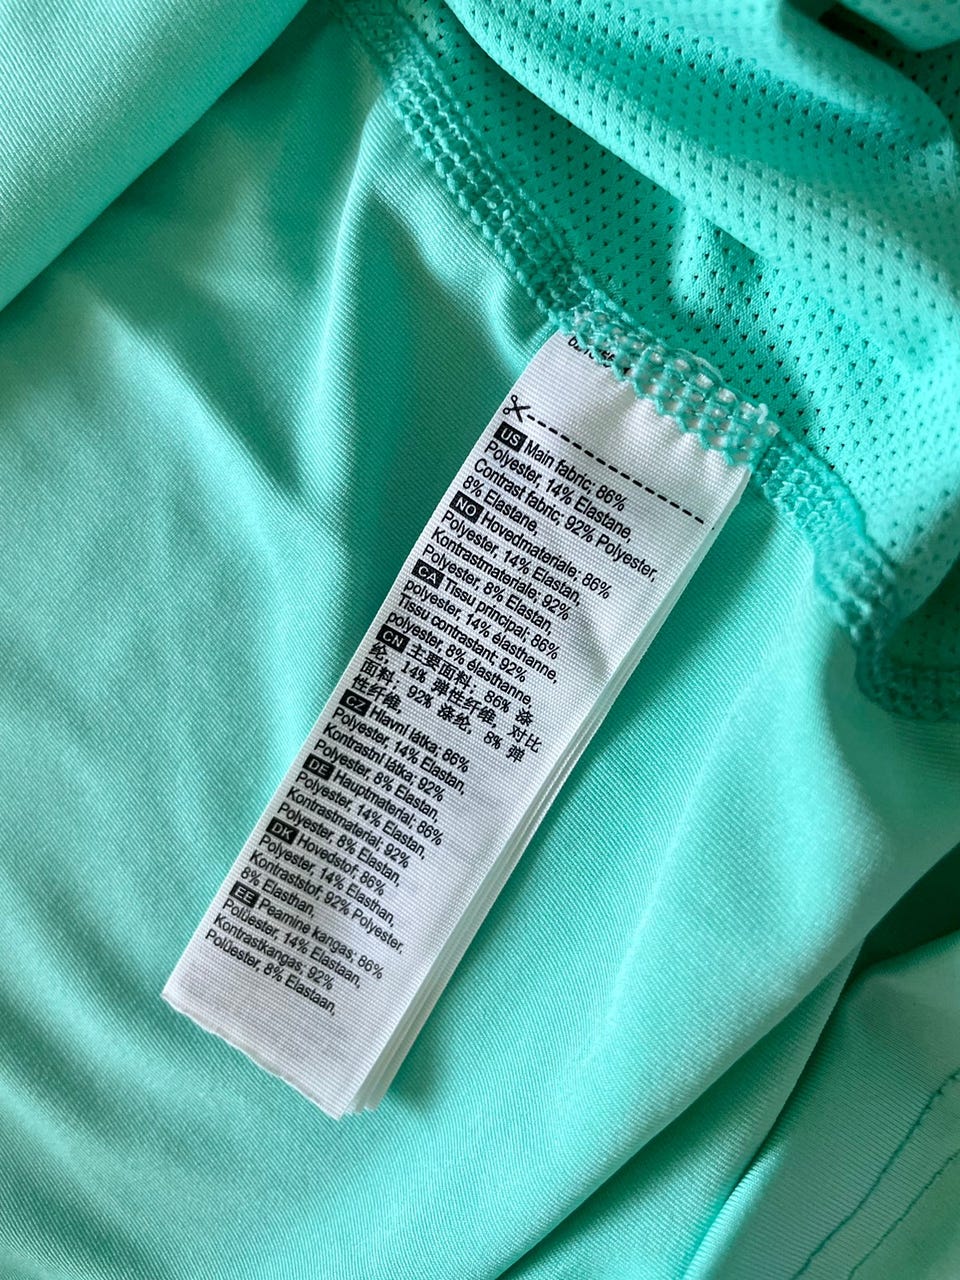 US Main fabric; 86%
Polyester, 14% Elastane,
Contrast fabric; 92% Polyester,
8% Elastane,
NO Hovedmateriale; 86%
Polyester, 14% Elastan,
Kontrastmateriale; 92%
Polyester, 8% Elastan,
CA Tissu principal; 86%
polyester, 14% élasthanne,
Tissu contrastant; 92%
polyester, 8% élasthanne,
CN 主要面料; 86% 涤
纶, 14% 弹性纤维, 对比
面料; 92% 涤纶, 8% 弹
性纤维,
CZ Hlavní látka; 86%
Polyester, 14% Elastan,
Kontrastní látka; 92%
Polyester, 8% Elastan,
DE Hauptmaterial; 86%
Polyester, 14% Elastan,
Kontrastmaterial; 92%
Polyester, 8% Elastan,
DK Hovedstof; 86%
Polyester, 14% Elasthan,
Kontraststof; 92% Polyester,
8% Elasthan,
EE Peamine kangas; 86%
Polüester, 14% Elastaan,
Kontrastkangas; 92%
Polüester, 8% Elastaan,